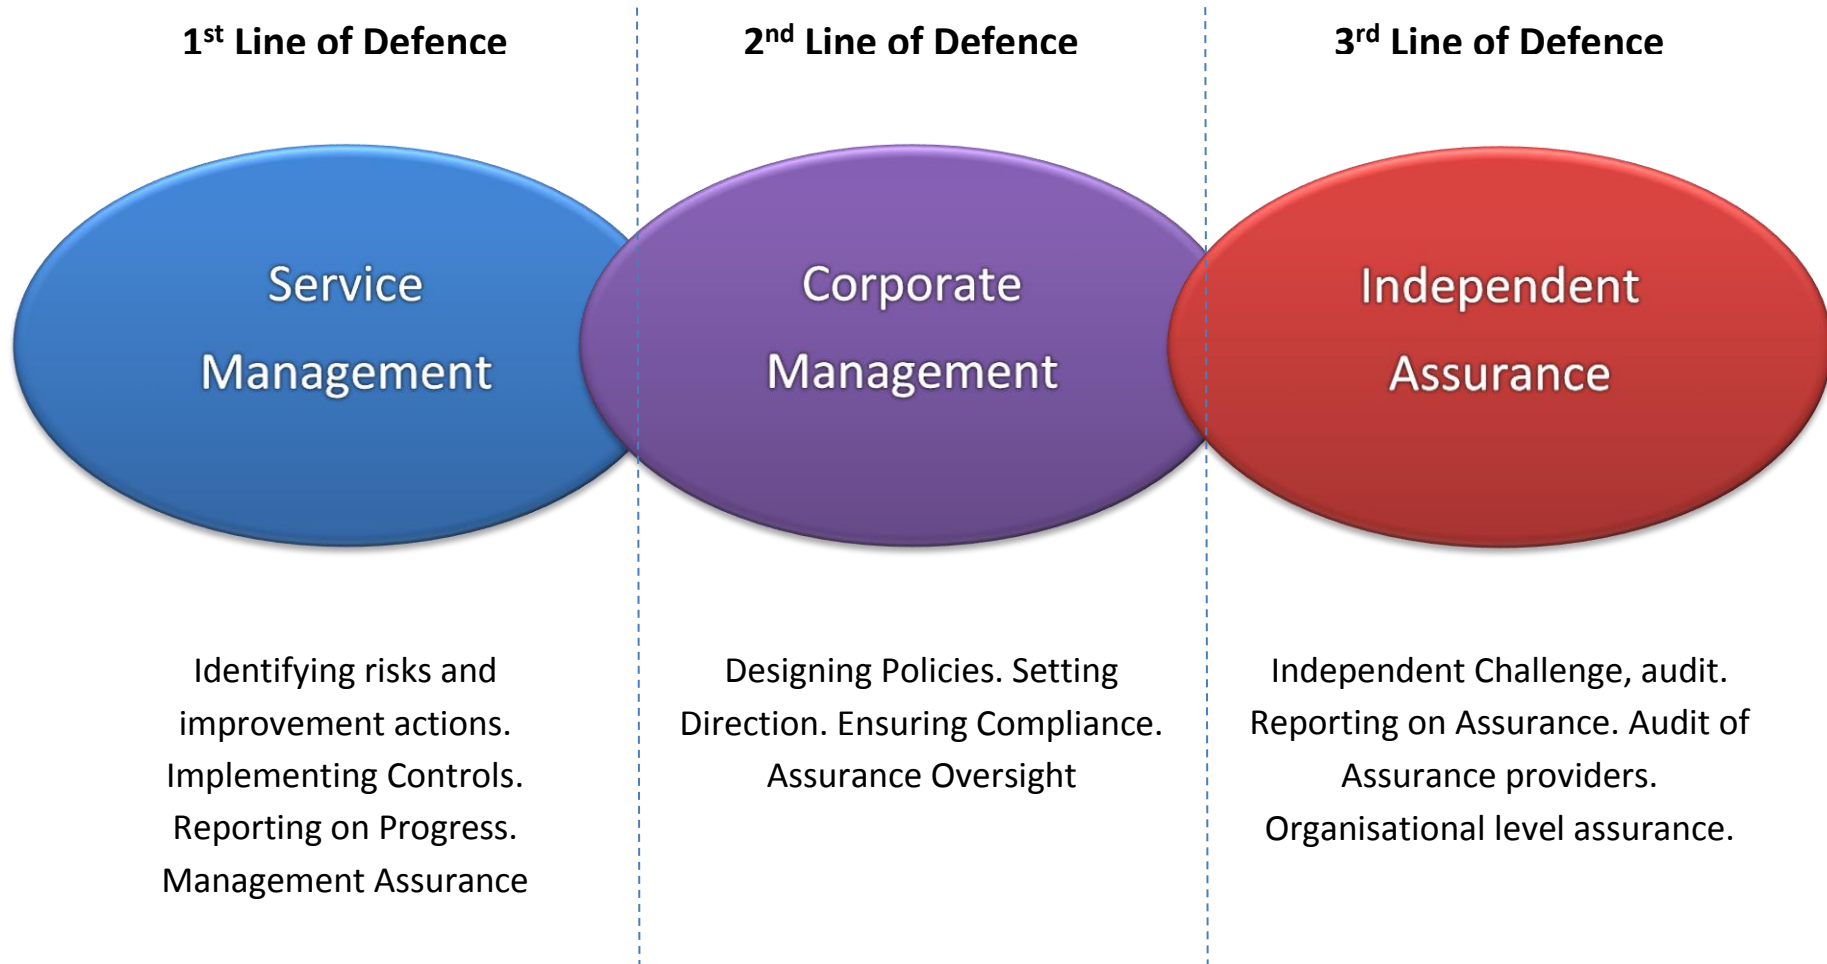 1st Line of Defence
2nd Line of Defence
3rd Line of Defence
Service
Management
Corporate
Management
Independent
Assurance
Identifying risks and
improvement actions.
Implementing Controls.
Reporting on Progress.
Management Assurance
Designing Policies. Setting
Direction. Ensuring Compliance.
Assurance Oversight
Independent Challenge, audit.
Reporting on Assurance. Audit of
Assurance providers.
Organisational level assurance.